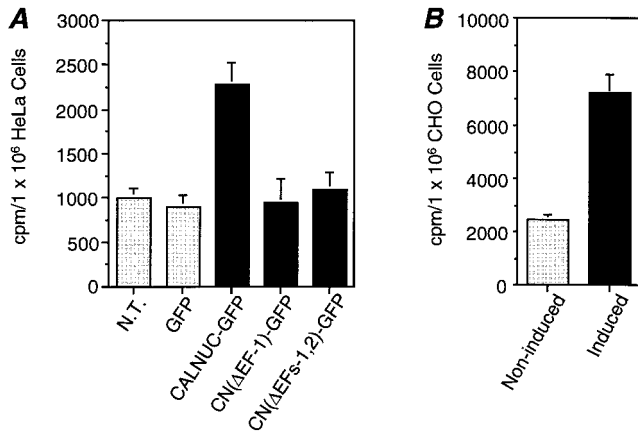 A
cpm/1 x 10⁶ HeLa Cells
3000
2500
2000
1500
1000
500
0
N.T.
GFP
CALNUC-GFP
CN(ΔEF-1)-GFP
CN(ΔEFs-1,2)-GFP
B
cpm/1 x 10⁶ CHO Cells
10000
8000
6000
4000
2000
0
Non-induced
Induced